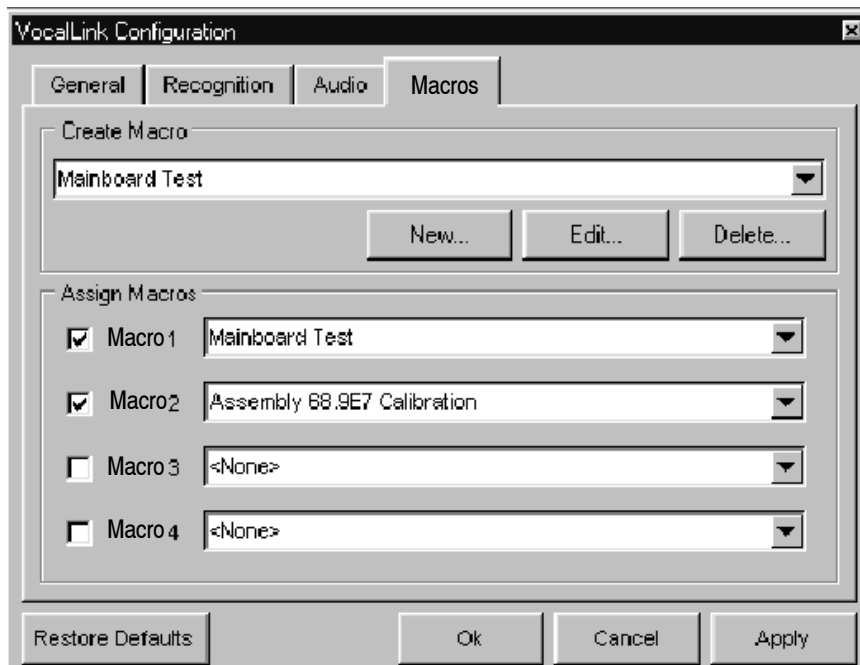 VocalLink Configuration
General Recognition Audio Macros
Create Macro
Mainboard Test
New... Edit... Delete...
Assign Macros
Macro 1 Mainboard Test
Macro 2 Assembly 68.9E7 Calibration
Macro 3 <None>
Macro 4 <None>
Restore Defaults Ok Cancel Apply